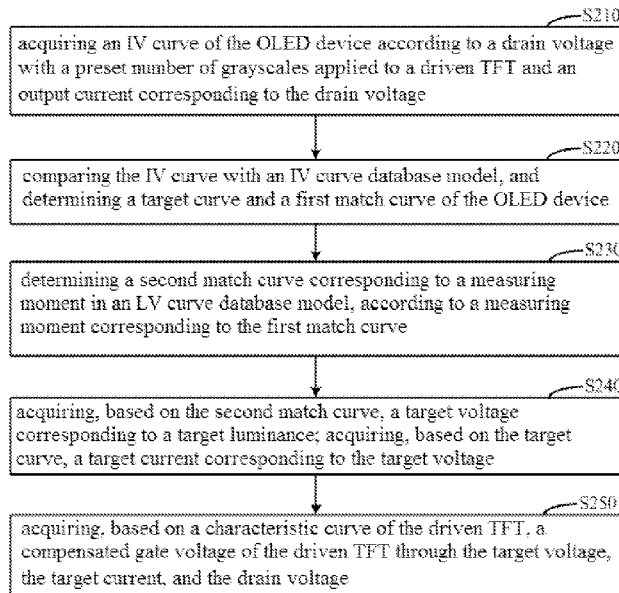 S210
acquiring an IV curve of the OLED device according to a drain voltage
with a preset number of grayscales applied to a driven TFT and an
output current corresponding to the drain voltage
S220
comparing the IV curve with an IV curve database model, and
determining a target curve and a first match curve of the OLED device
S230
determining a second match curve corresponding to a measuring
moment in an LV curve database model, according to a measuring
moment corresponding to the first match curve
S240
acquiring, based on the second match curve, a target voltage
corresponding to a target luminance; acquiring, based on the target
curve, a target current corresponding to the target voltage
S250
acquiring, based on a characteristic curve of the driven TFT, a
compensated gate voltage of the driven TFT through the target voltage,
the target current, and the drain voltage